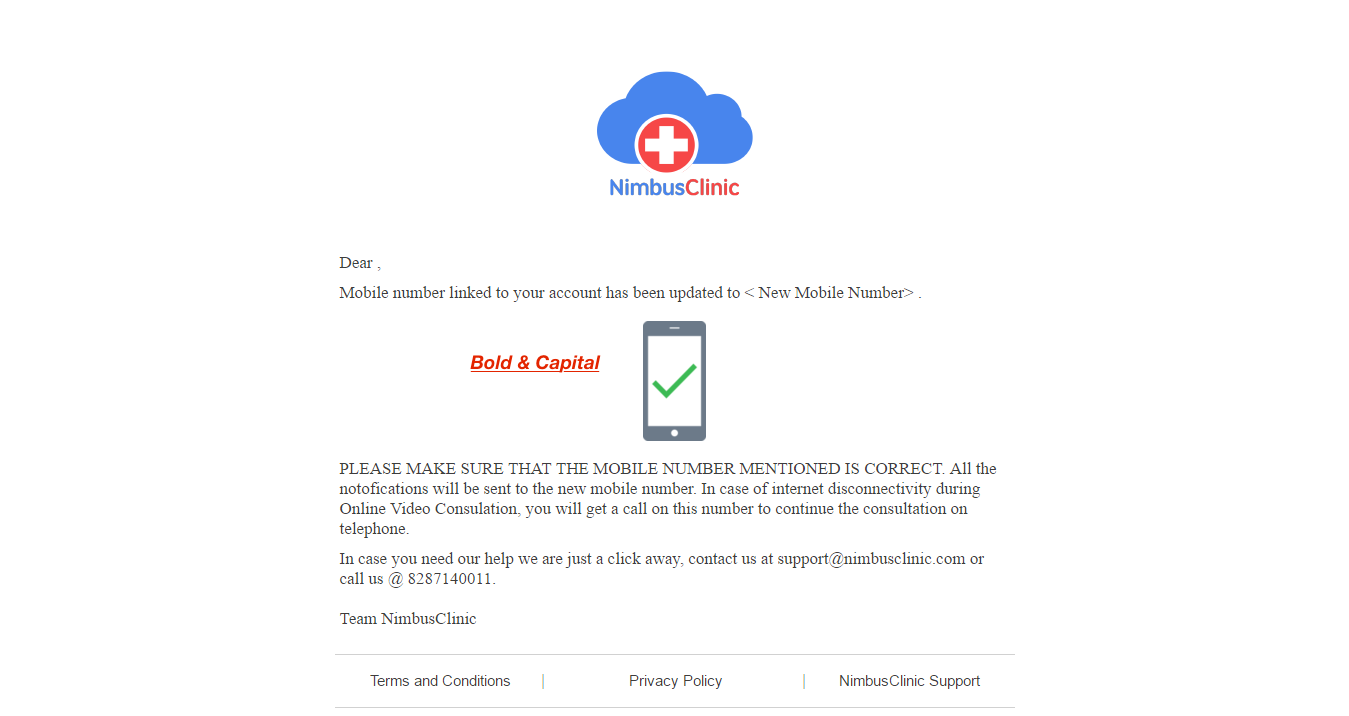 NimbusClinic
Dear ,
Mobile number linked to your account has been updated to < New Mobile Number> .
Bold & Capital
PLEASE MAKE SURE THAT THE MOBILE NUMBER MENTIONED IS CORRECT. All the
notofications will be sent to the new mobile number. In case of internet disconnectivity during
Online Video Consulation, you will get a call on this number to continue the consultation on
telephone.
In case you need our help we are just a click away, contact us at support@nimbusclinic.com or
call us @ 8287140011.
Team NimbusClinic
Terms and Conditions | Privacy Policy | NimbusClinic Support